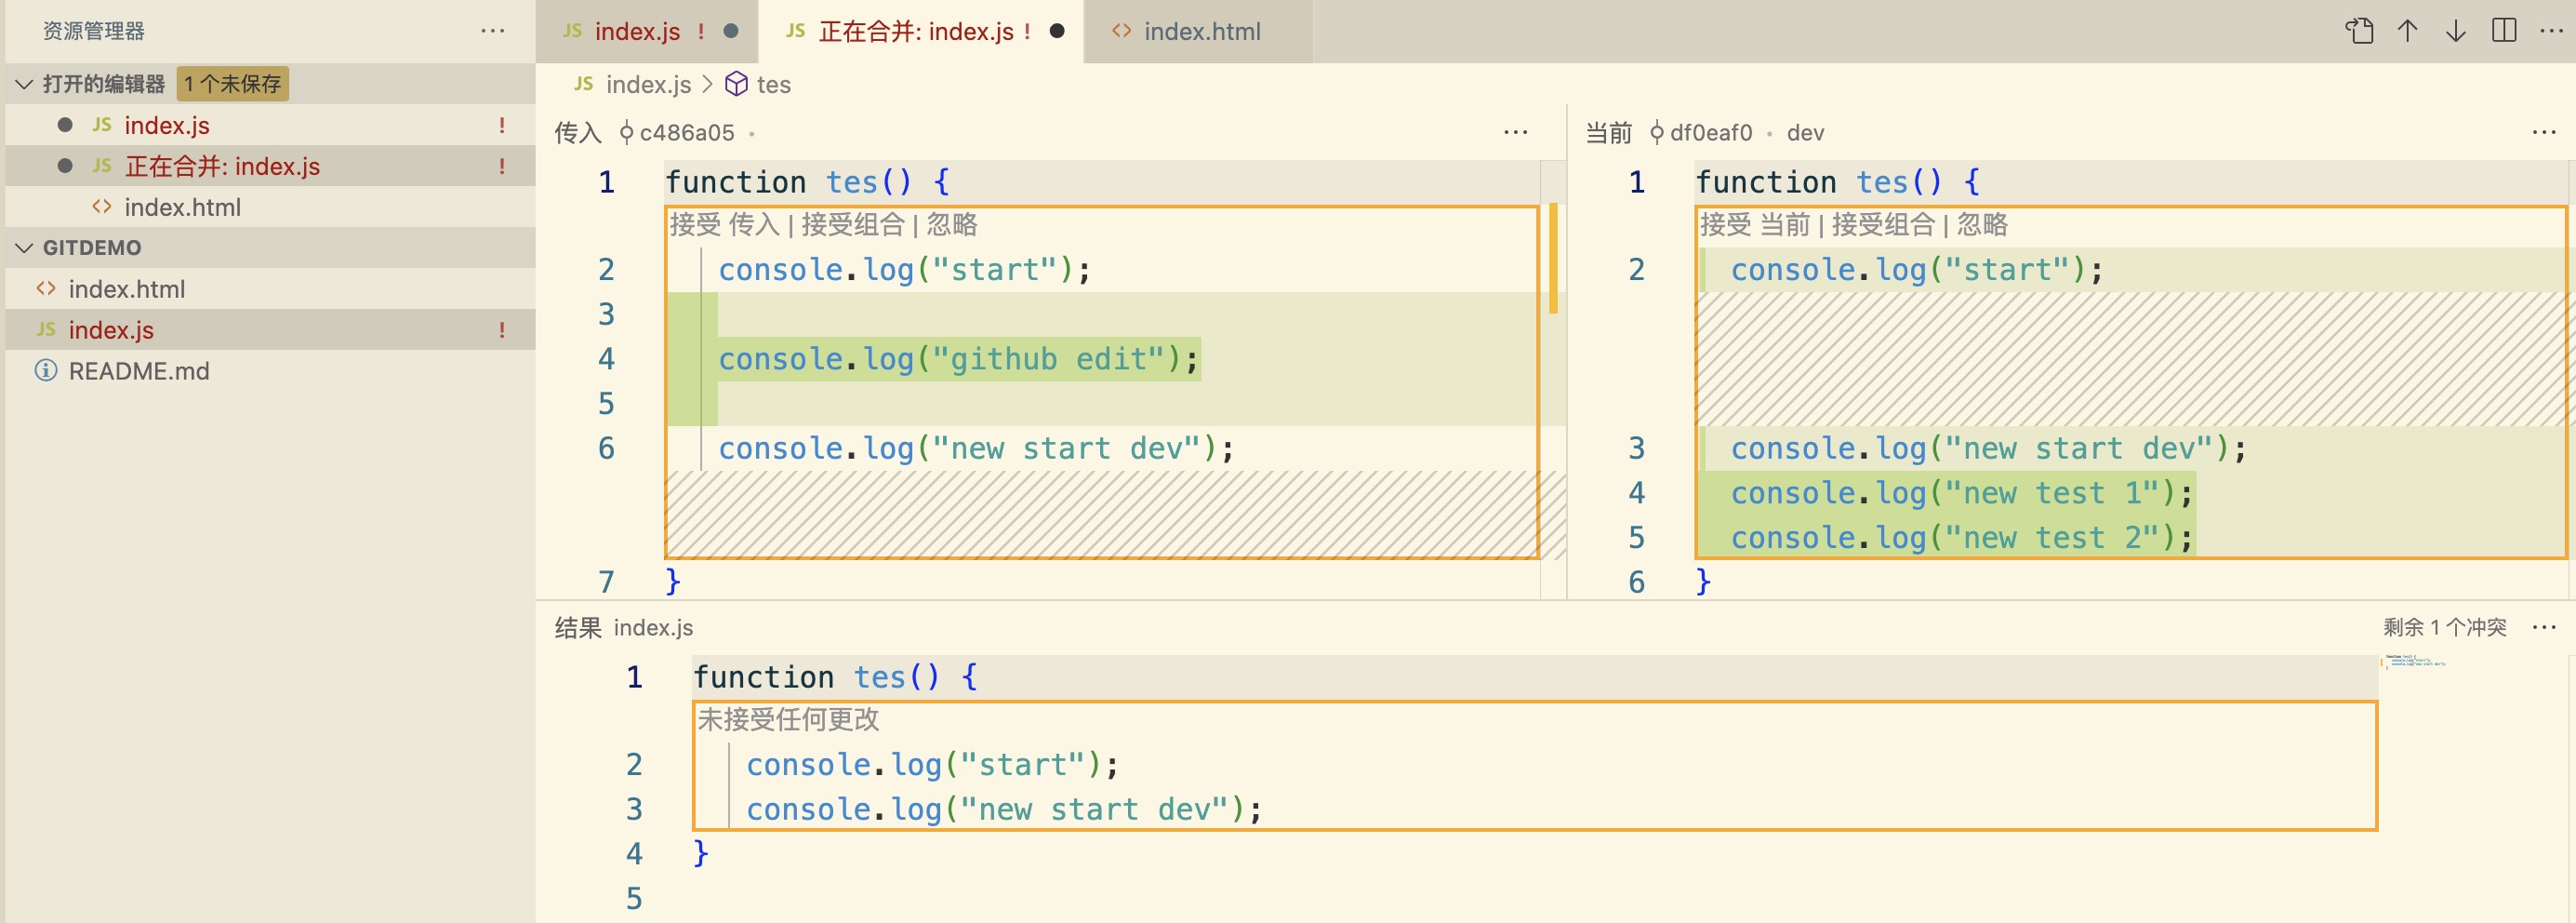 资源管理器 ···
打开的编辑器 1 个未保存
JS index.js !
JS 正在合并: index.js !
<> index.html
GITDEMO
<> index.html
JS index.js !
README.md
JS index.js !
JS 正在合并: index.js !
<> index.html
JS index.js > tes
传入 c486a05 •
1 function tes() {
接受 传入 | 接受组合 | 忽略
2 console.log("start");
3
4 console.log("github edit");
5
6 console.log("new start dev");
7 }
当前 df0eaf0 • dev
1 function tes() {
接受 当前 | 接受组合 | 忽略
2 console.log("start");
3 console.log("new start dev");
4 console.log("new test 1");
5 console.log("new test 2");
6 }
结果 index.js
剩余 1 个冲突 ···
1 function tes() {
未接受任何更改
2 console.log("start");
3 console.log("new start dev");
4 }
5